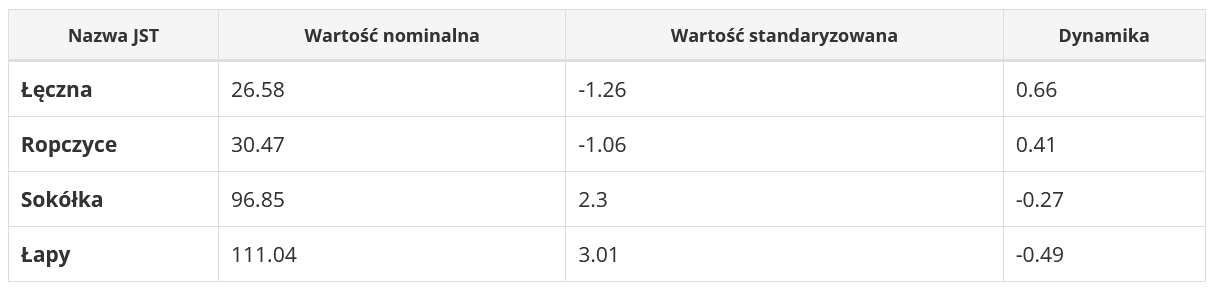 Nazwa JST Wartość nominalna Wartość standaryzowana Dynamika
Łęczna 26.58 -1.26 0.66
Ropczyce 30.47 -1.06 0.41
Sokółka 96.85 2.3 -0.27
Łapy 111.04 3.01 -0.49